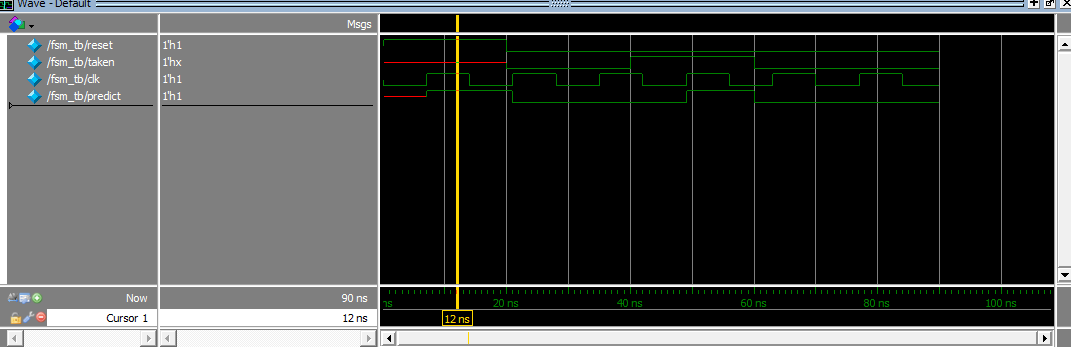 Wave - Default
Msgs
/fsm_tb/reset 1'h1
/fsm_tb/taken 1'hx
/fsm_tb/clk 1'h1
/fsm_tb/predict 1'h1
Now 90 ns
ns 20 ns 40 ns 60 ns 80 ns 100 ns
Cursor 1 12 ns
12 ns